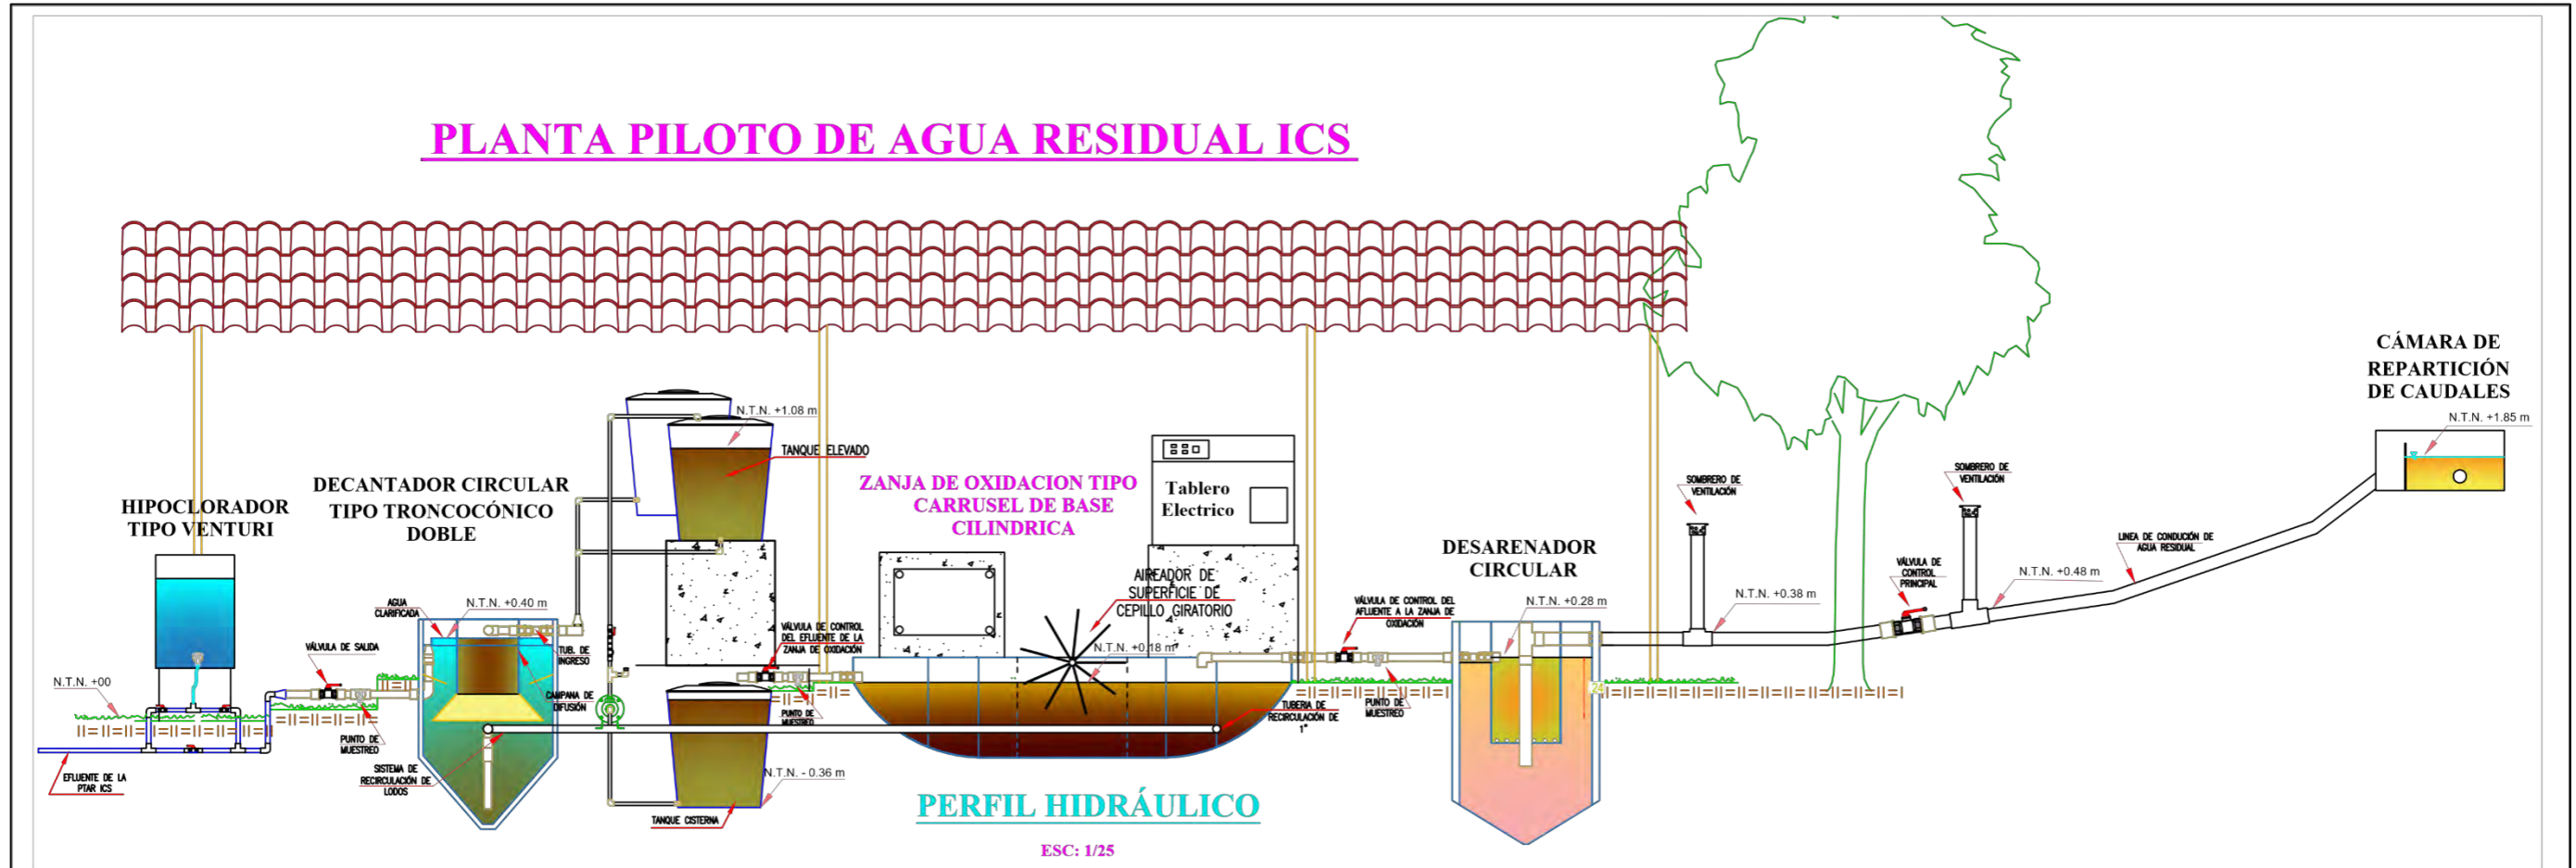 PLANTA PILOTO DE AGUA RESIDUAL ICS
CÁMARA DE
REPARTICIÓN
DE CAUDALES
N.T.N. +1.85 m
N.T.N. +1.08 m
TANQUE ELEVADO
ZANJA DE OXIDACION TIPO
CARRUSEL DE BASE
CILINDRICA
Tablero
Electrico
SOMBRERO DE
VENTILACIÓN
SOMBRERO DE
VENTILACIÓN
HIPOCLORADOR
TIPO VENTURI
DECANTADOR CIRCULAR
TIPO TRONCOCÓNICO
DOBLE
DESARENADOR
CIRCULAR
LINEA DE CONDUCIÓN DE
AGUA RESIDUAL
VÁLVULA DE
CONTROL
PRINCIPAL
N.T.N. +0.48 m
N.T.N. +0.38 m
N.T.N. +0.28 m
AIREADOR DE
SUPERFICIE DE
CEPILLO GIRATORIO
VÁLVULA DE CONTROL DEL
AFLUENTE A LA ZANJA DE
OXIDACIÓN
AGUA
CLARIFICADA
N.T.N. +0.40 m
VÁLVULA DE CONTROL
DEL EFLUENTE DE LA
ZANJA DE OXIDACIÓN
N.T.N. +0.18 m
VÁLVULA DE SALIDA
TUB. DE
INGRESO
N.T.N. +00
CAMPANA DE
DIFUSIÓN
24
PUNTO DE
MUESTREO
TUBERIA DE
RECIRCULACIÓN DE
1"
PUNTO DE
MUESTREO
PUNTO DE
MUESTREO
SISTEMA DE
RECIRCULACIÓN DE
LODOS
EFLUENTE DE LA
PTAR ICS
N.T.N. - 0.36 m
TANQUE CISTERNA
PERFIL HIDRÁULICO
ESC: 1/25